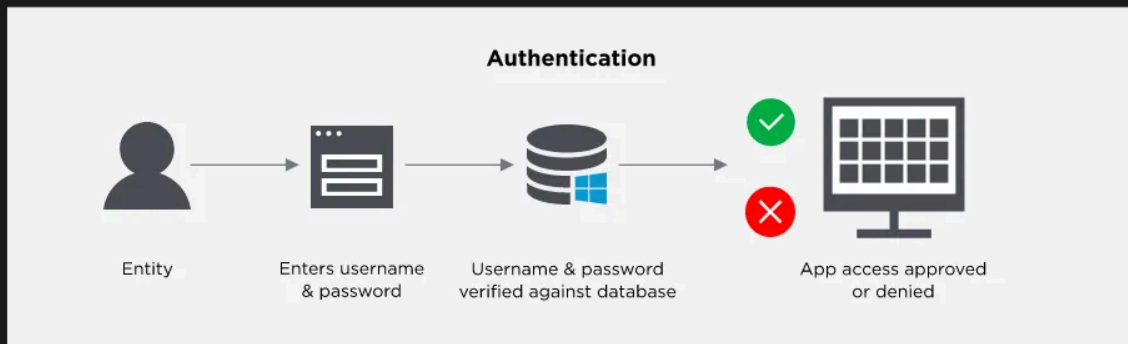 Authentication
Entity
Enters username
& password
Username & password
verified against database
App access approved
or denied